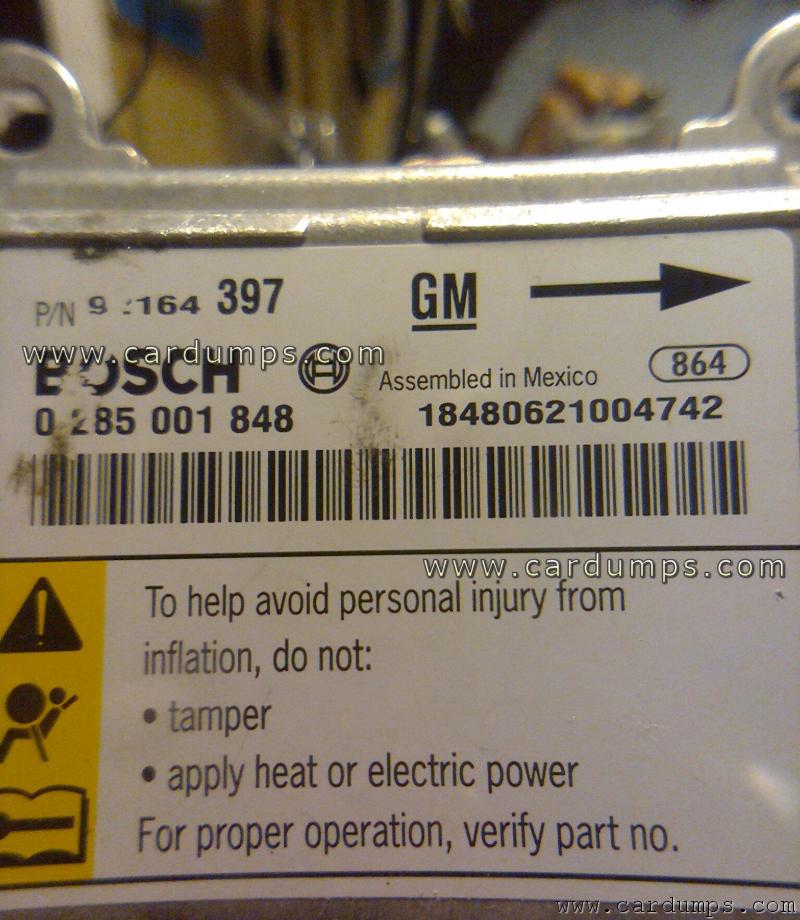 P/N 92164 397 GM
www.cardumps.com
BOSCH Assembled in Mexico 864
0 285 001 848 18480621004742
www.cardumps.com
To help avoid personal injury from
inflation, do not:
• tamper
• apply heat or electric power
For proper operation, verify part no.
www.cardumps.com